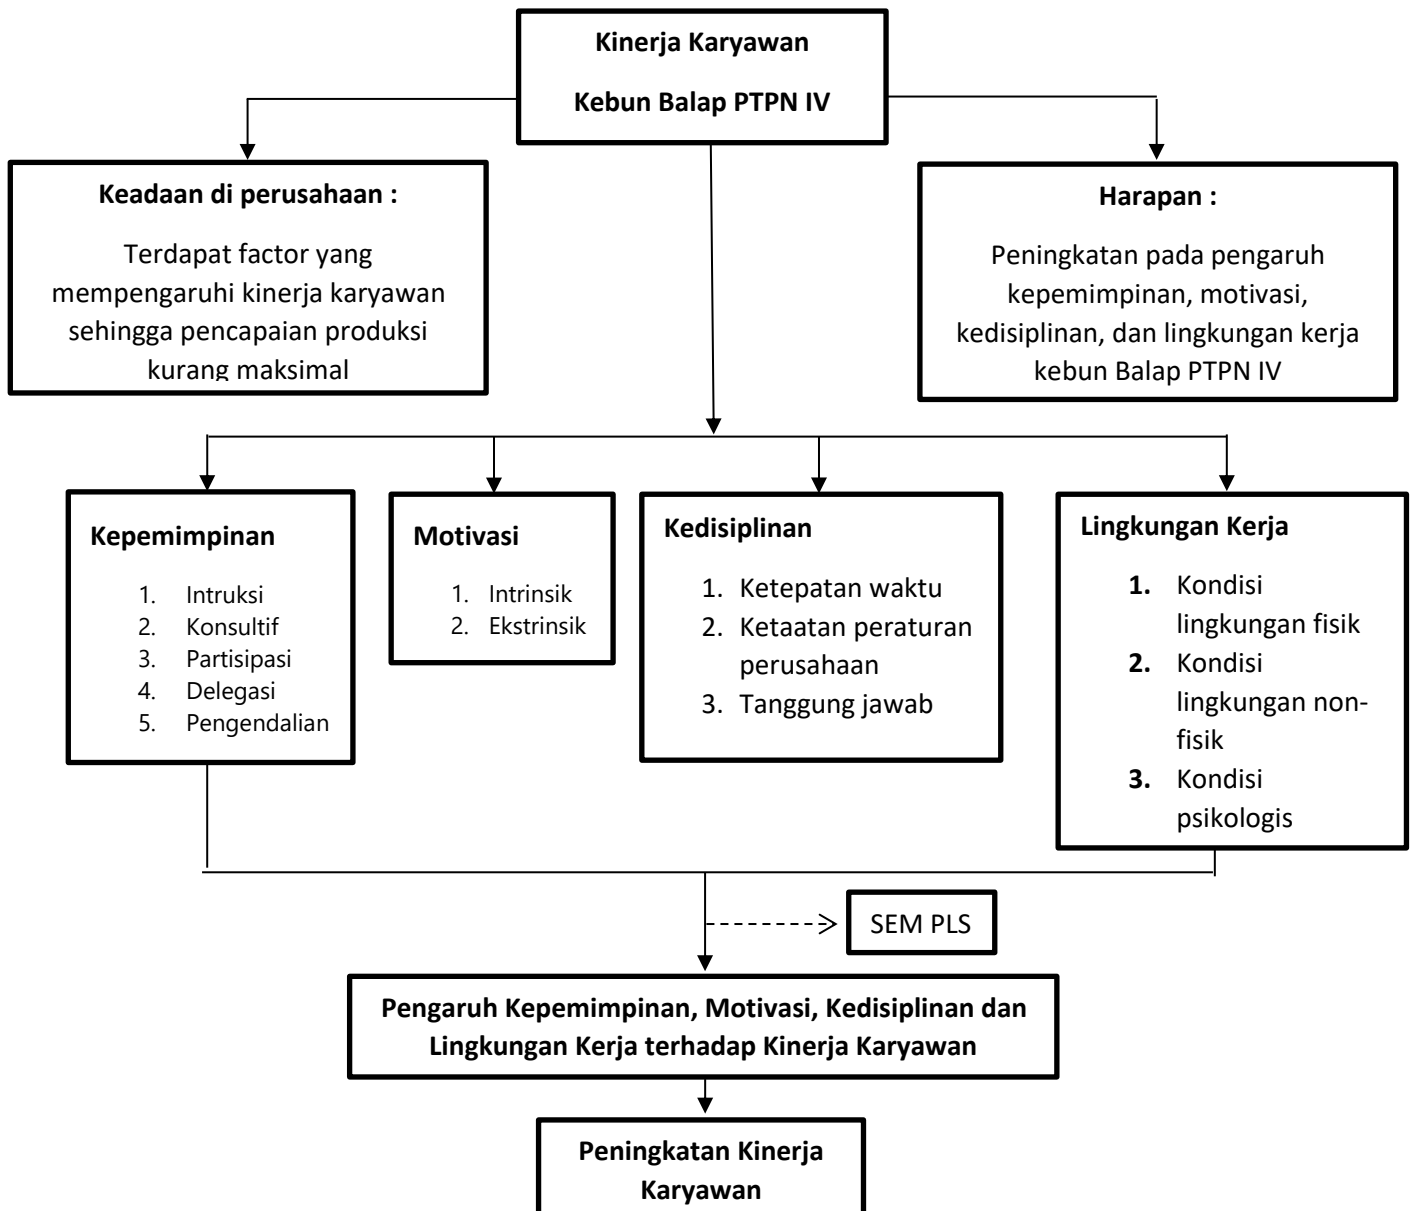 Kinerja Karyawan
Kebun Balap PTPN IV
Keadaan di perusahaan :
Terdapat factor yang
mempengaruhi kinerja karyawan
sehingga pencapaian produksi
kurang maksimal
Harapan :
Peningkatan pada pengaruh
kepemimpinan, motivasi,
kedisiplinan, dan lingkungan kerja
kebun Balap PTPN IV
Kepemimpinan
1. Intruksi
2. Konsultif
3. Partisipasi
4. Delegasi
5. Pengendalian
Motivasi
1. Intrinsik
2. Ekstrinsik
Kedisiplinan
1. Ketepatan waktu
2. Ketaatan peraturan
perusahaan
3. Tanggung jawab
Lingkungan Kerja
1. Kondisi
lingkungan fisik
2. Kondisi
lingkungan non-
fisik
3. Kondisi
psikologis
SEM PLS
Pengaruh Kepemimpinan, Motivasi, Kedisiplinan dan
Lingkungan Kerja terhadap Kinerja Karyawan
Peningkatan Kinerja
Karyawan